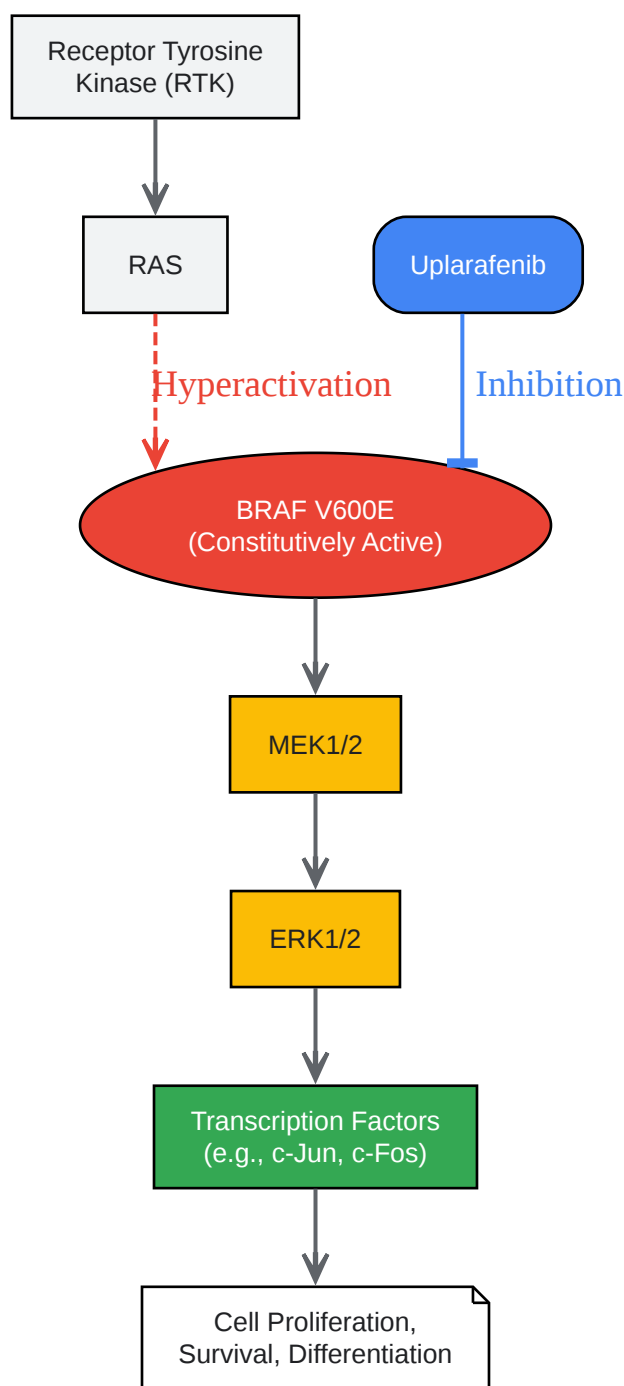 Receptor Tyrosine
Kinase (RTK)
RAS
Uplarafenib
Hyperactivation
Inhibition
BRAF V600E
(Constitutively Active)
MEK1/2
ERK1/2
Transcription Factors
(e.g., c-Jun, c-Fos)
Cell Proliferation,
Survival, Differentiation